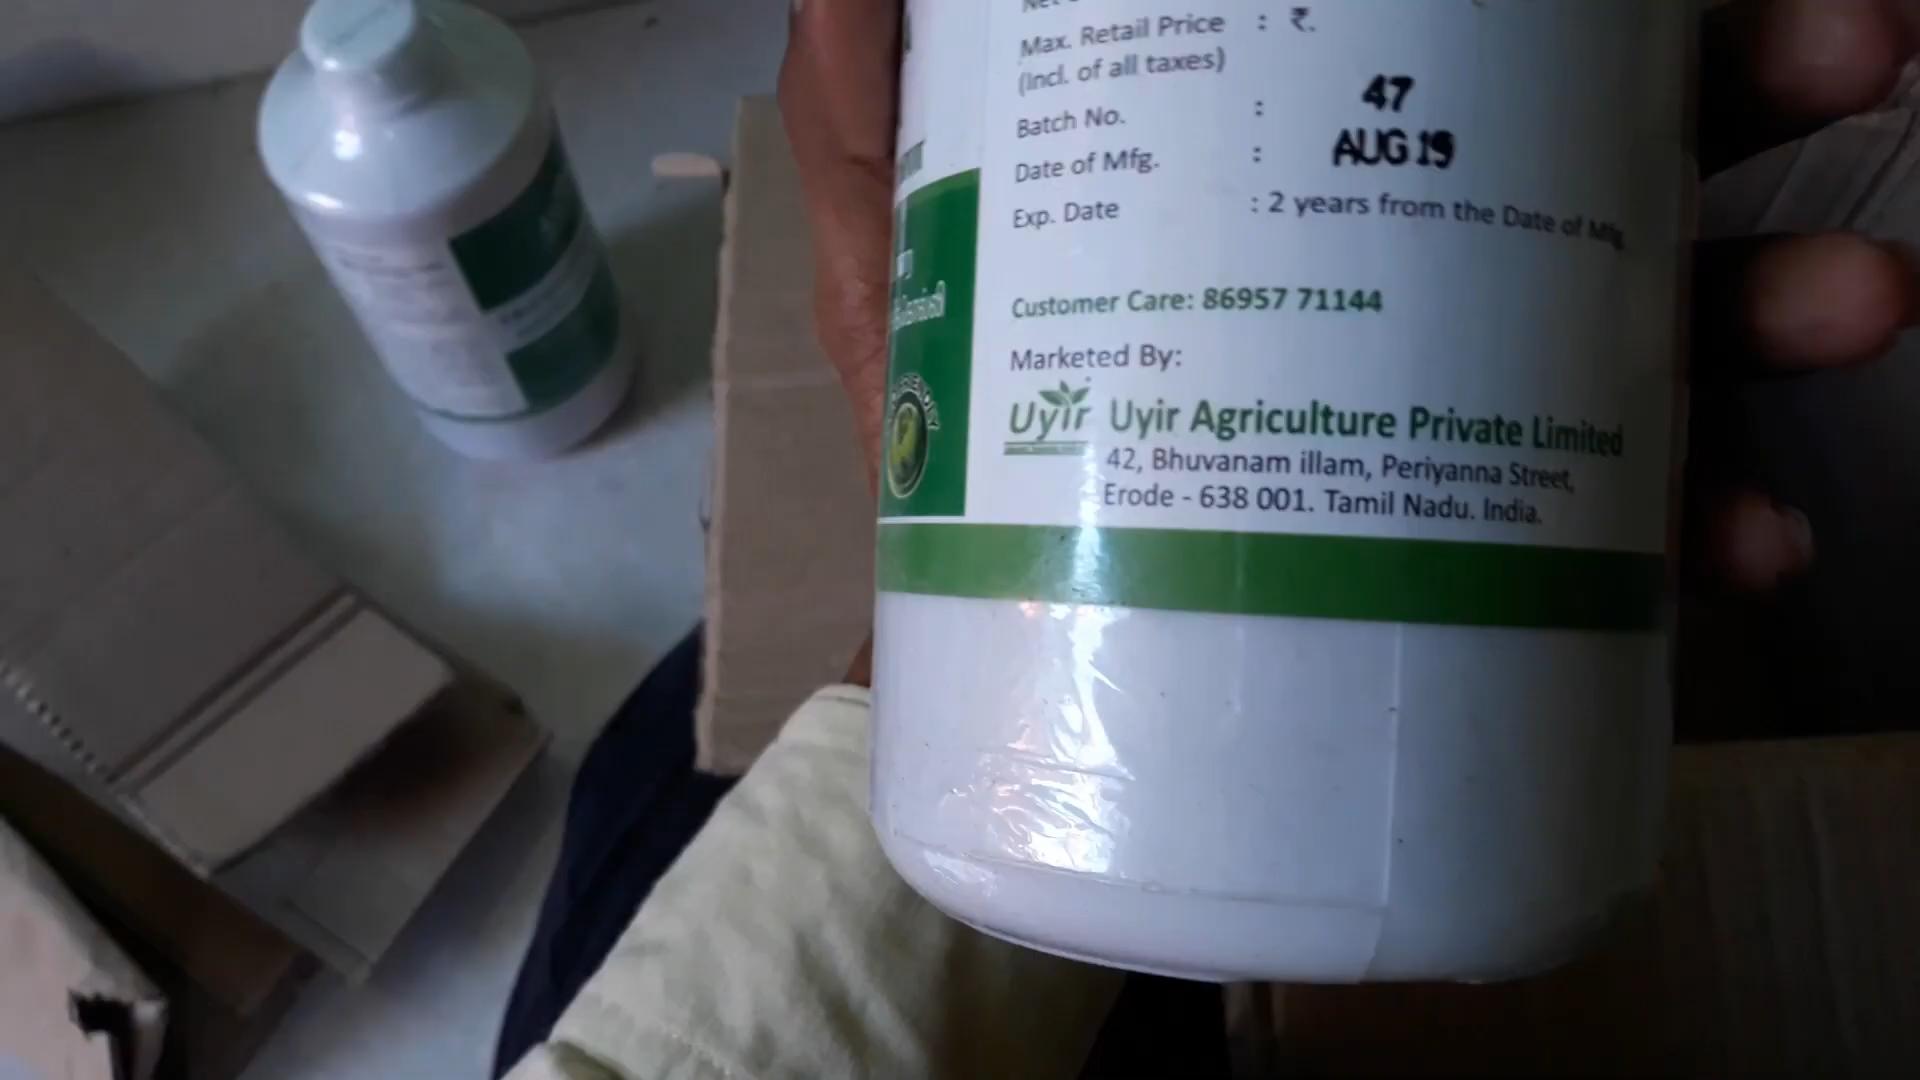 Max. Retail Price : ₹.
(Incl. of all taxes)
Batch No. : 47
Date of Mfg. : AUG 19
Exp. Date : 2 years from the Date of Mfg.
Customer Care: 86957 71144
Marketed By:
Uyir Uyir Agriculture Private Limited
42, Bhuvanam illam, Periyanna Street,
Erode - 638 001. Tamil Nadu. India.